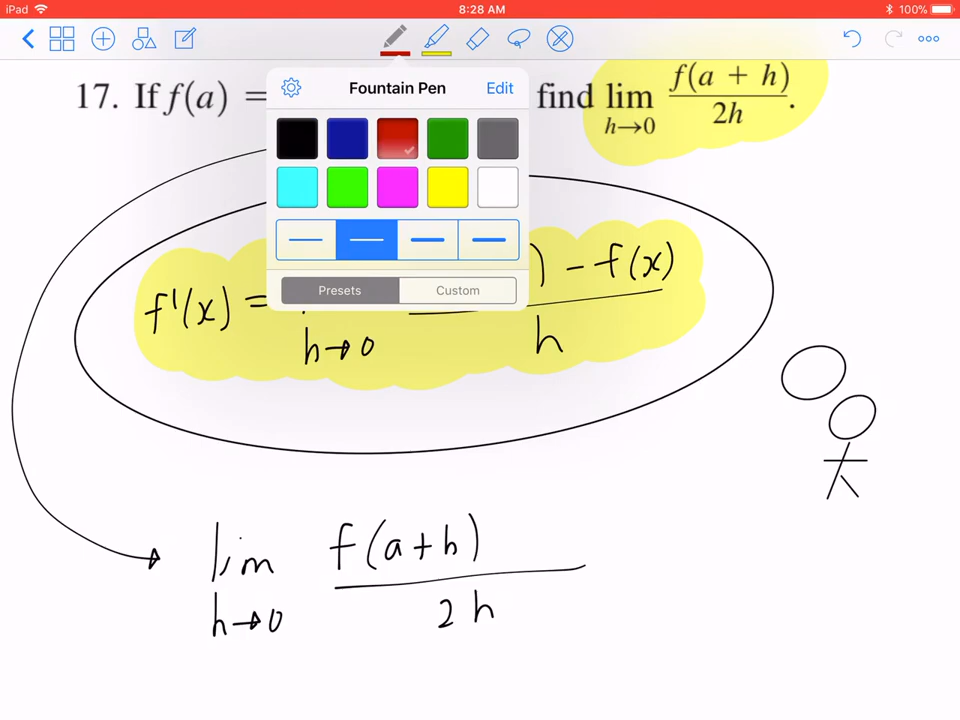 iPad 8:28 AM 100%
17. If f(a) = find lim f(a + h)
h→0 2h .
Fountain Pen Edit
f'(x) = ) - f(x)
h→0 h
Presets Custom
lim f(a+h)
h→0 2h